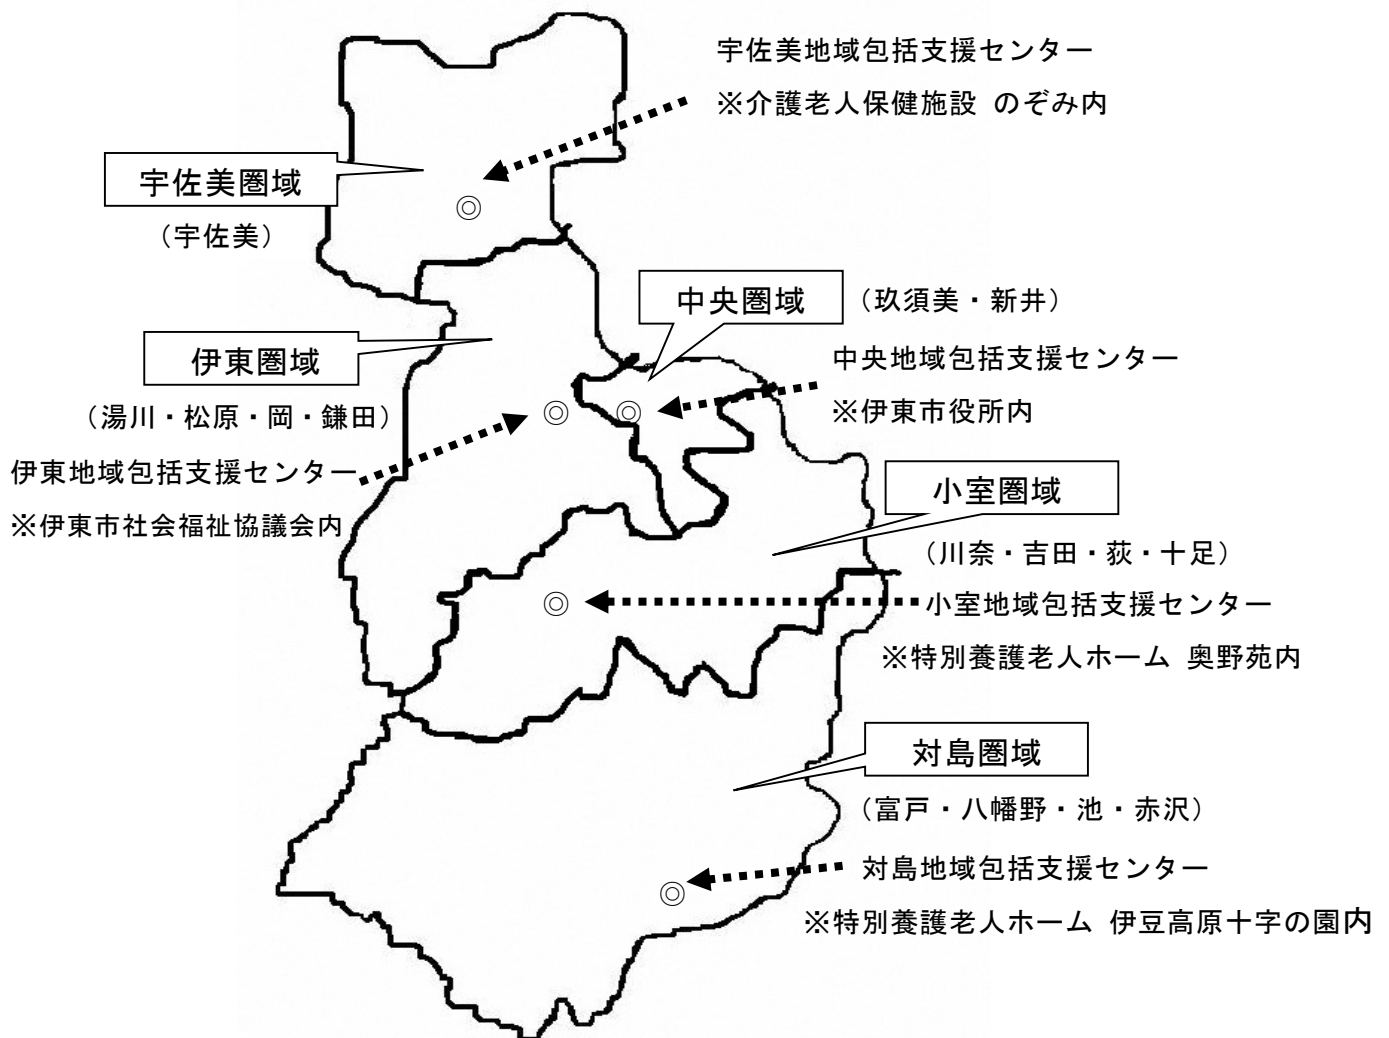 宇佐美地域包括支援センター
※介護老人保健施設 のぞみ内
宇佐美圏域
（宇佐美）
中央圏域
（玖須美・新井）
中央地域包括支援センター
※伊東市役所内
伊東圏域
（湯川・松原・岡・鎌田）
伊東地域包括支援センター
※伊東市社会福祉協議会内
小室圏域
（川奈・吉田・荻・十足）
小室地域包括支援センター
※特別養護老人ホーム 奥野苑内
対島圏域
（富戸・八幡野・池・赤沢）
対島地域包括支援センター
※特別養護老人ホーム 伊豆高原十字の園内